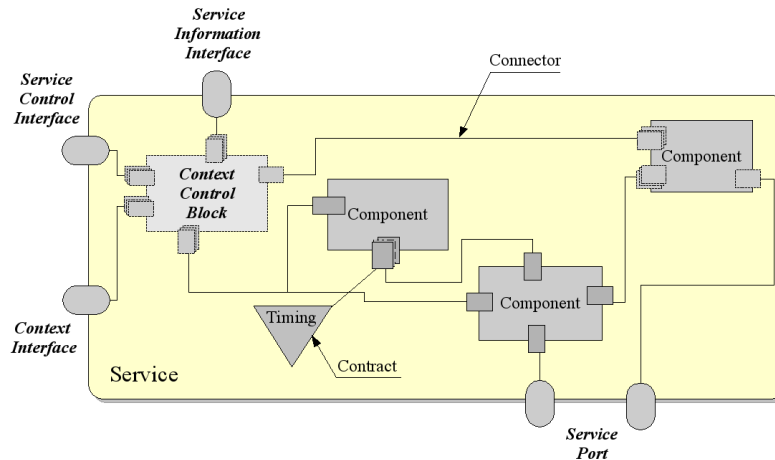 Service
Information
Interface
Service
Control
Interface
Connector
Context
Control
Block
Component
Component
Component
Timing
Contract
Context
Interface
Service
Service
Port